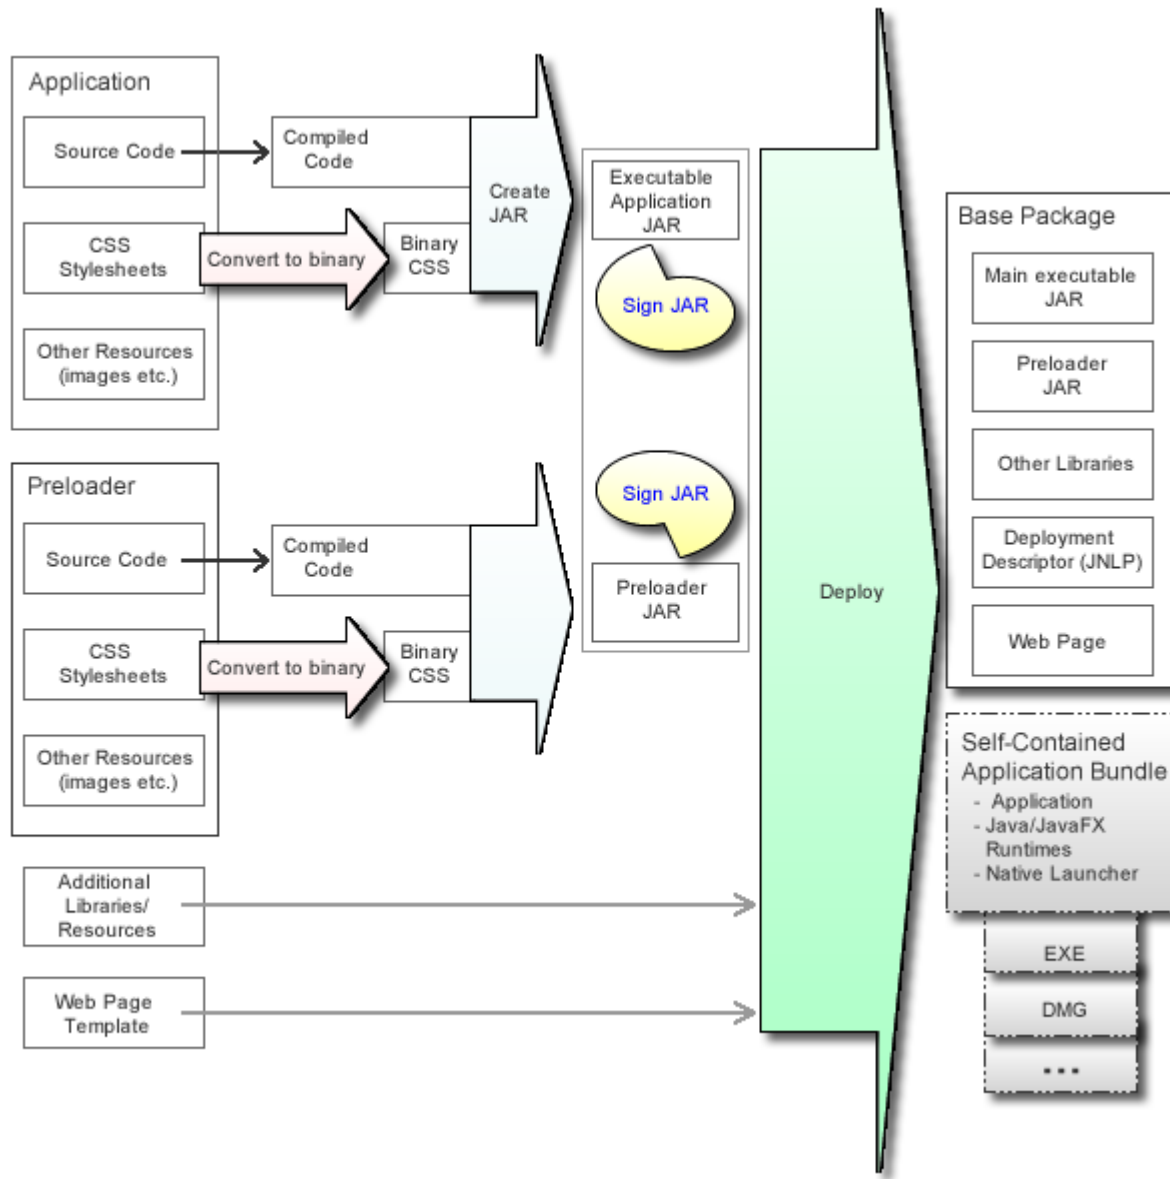 Application
Source Code
Compiled
Code
CSS
Stylesheets
Convert to binary
Binary
CSS
Other Resources
(images etc.)
Create
JAR
Preloader
Source Code
Compiled
Code
CSS
Stylesheets
Convert to binary
Binary
CSS
Other Resources
(images etc.)
Additional
Libraries/
Resources
Web Page
Template
Executable
Application
JAR
Sign JAR
Sign JAR
Preloader
JAR
Deploy
Base Package
Main executable
JAR
Preloader
JAR
Other Libraries
Deployment
Descriptor (JNLP)
Web Page
Self-Contained
Application Bundle
- Application
- Java/JavaFX
Runtimes
- Native Launcher
EXE
DMG
...